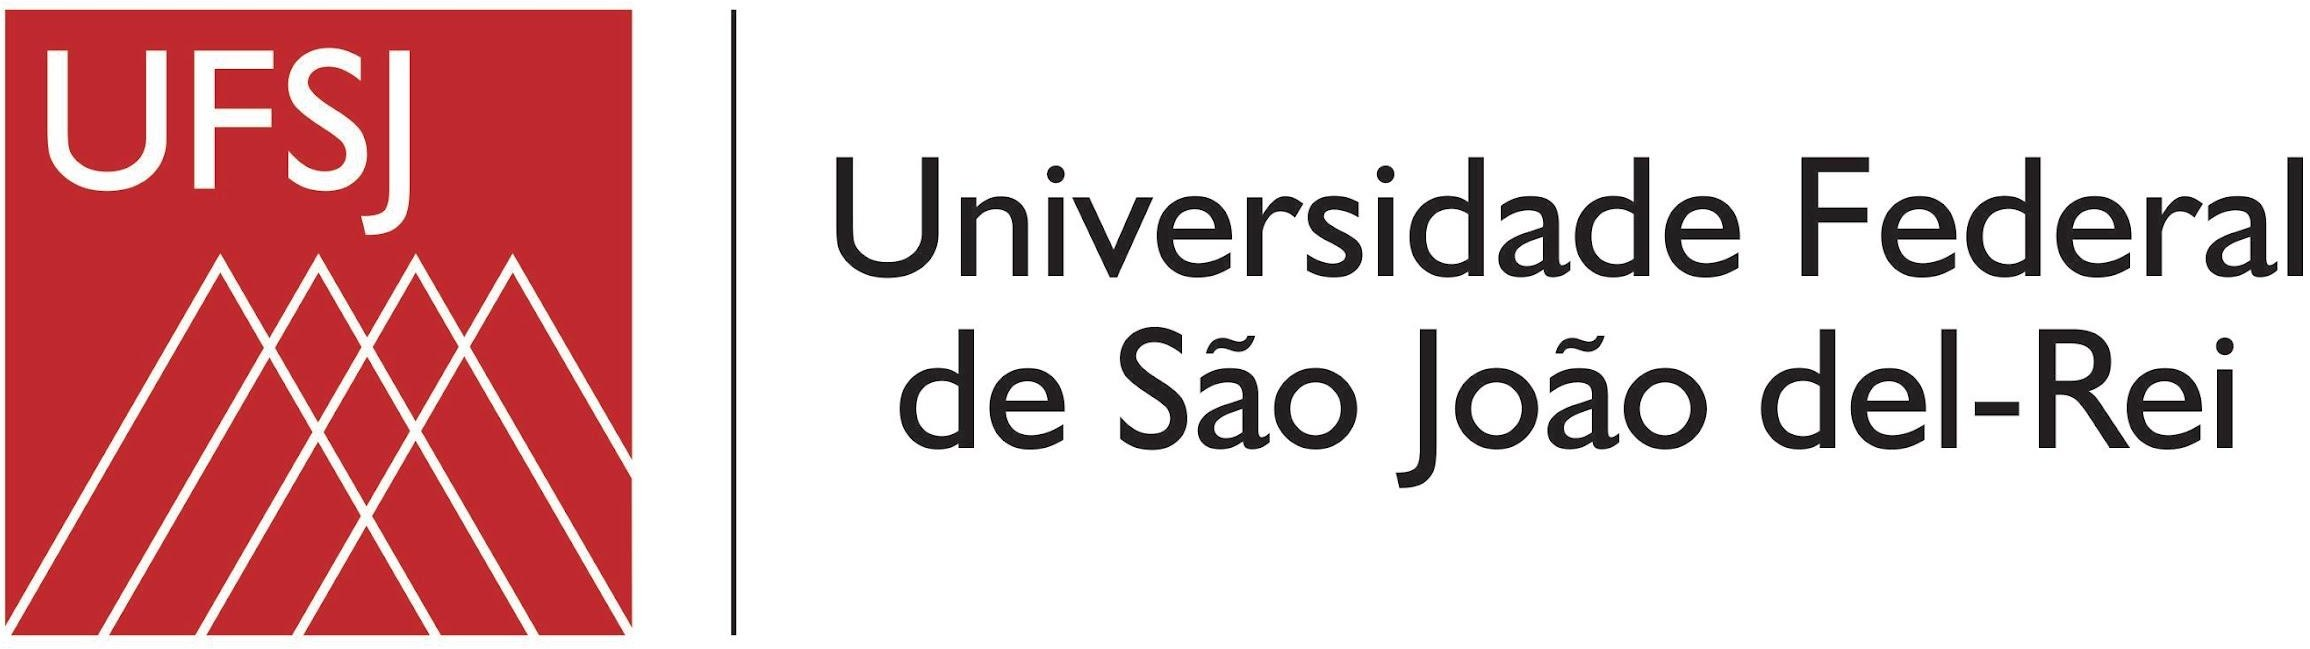 UFSJ
Universidade Federal
de São João del-Rei